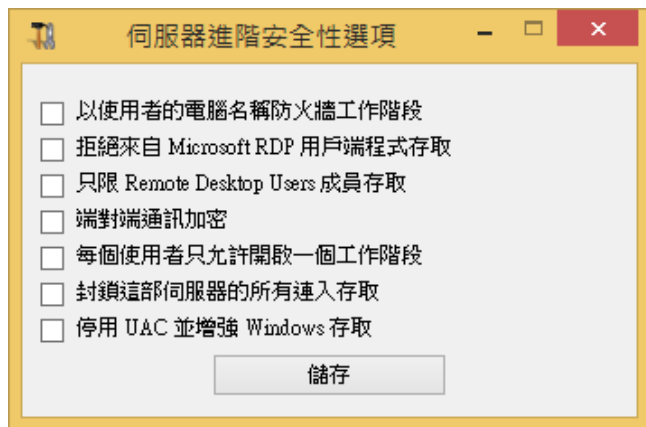 伺服器進階安全性選項
以使用者的電腦名稱防火牆工作階段
拒絕來自 Microsoft RDP 用戶端程式存取
只限 Remote Desktop Users 成員存取
端對端通訊加密
每個使用者只允許開啟一個工作階段
封鎖這部伺服器的所有連入存取
停用 UAC 並增強 Windows 存取
儲存